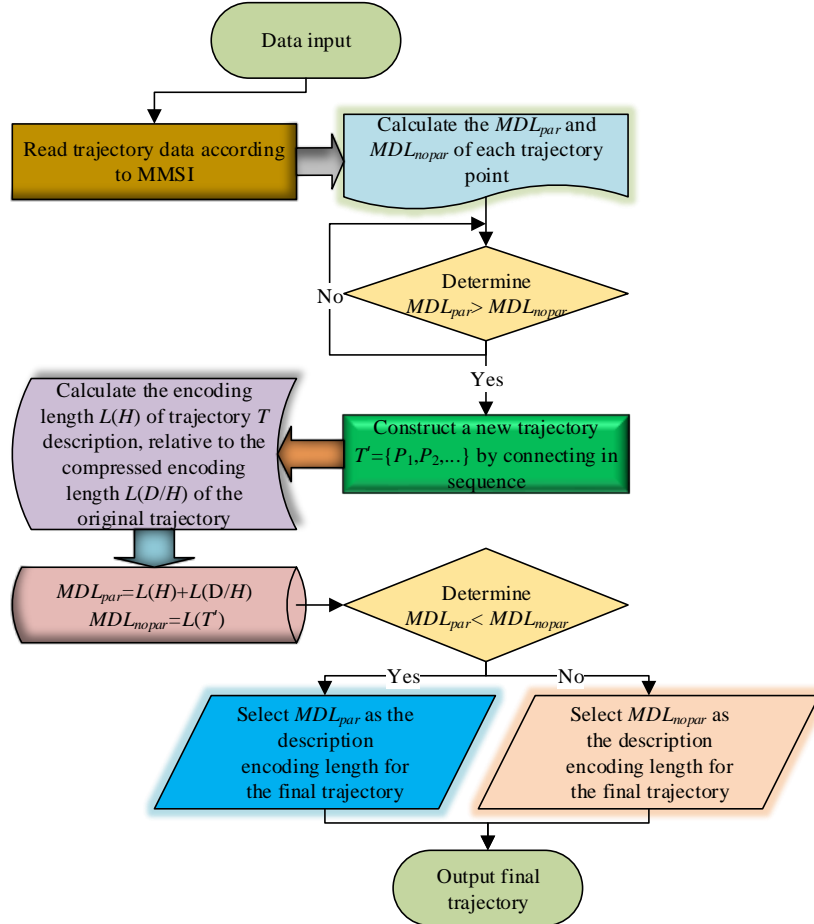 Data input
Read trajectory data according
to MMSI
Calculate the MDLpar and
MDLnopar of each trajectory
point
Determine
MDLpar> MDLnopar
No
Yes
Construct a new trajectory
T'={P1,P2,...} by connecting in
sequence
Calculate the encoding
length L(H) of trajectory T
description, relative to the
compressed encoding
length L(D/H) of the
original trajectory
MDLpar=L(H)+L(D/H)
MDLnopar=L(T')
Determine
MDLpar< MDLnopar
Yes
No
Select MDLpar as the
description
encoding length for
the final trajectory
Select MDLnopar as
the description
encoding length for
the final trajectory
Output final
trajectory